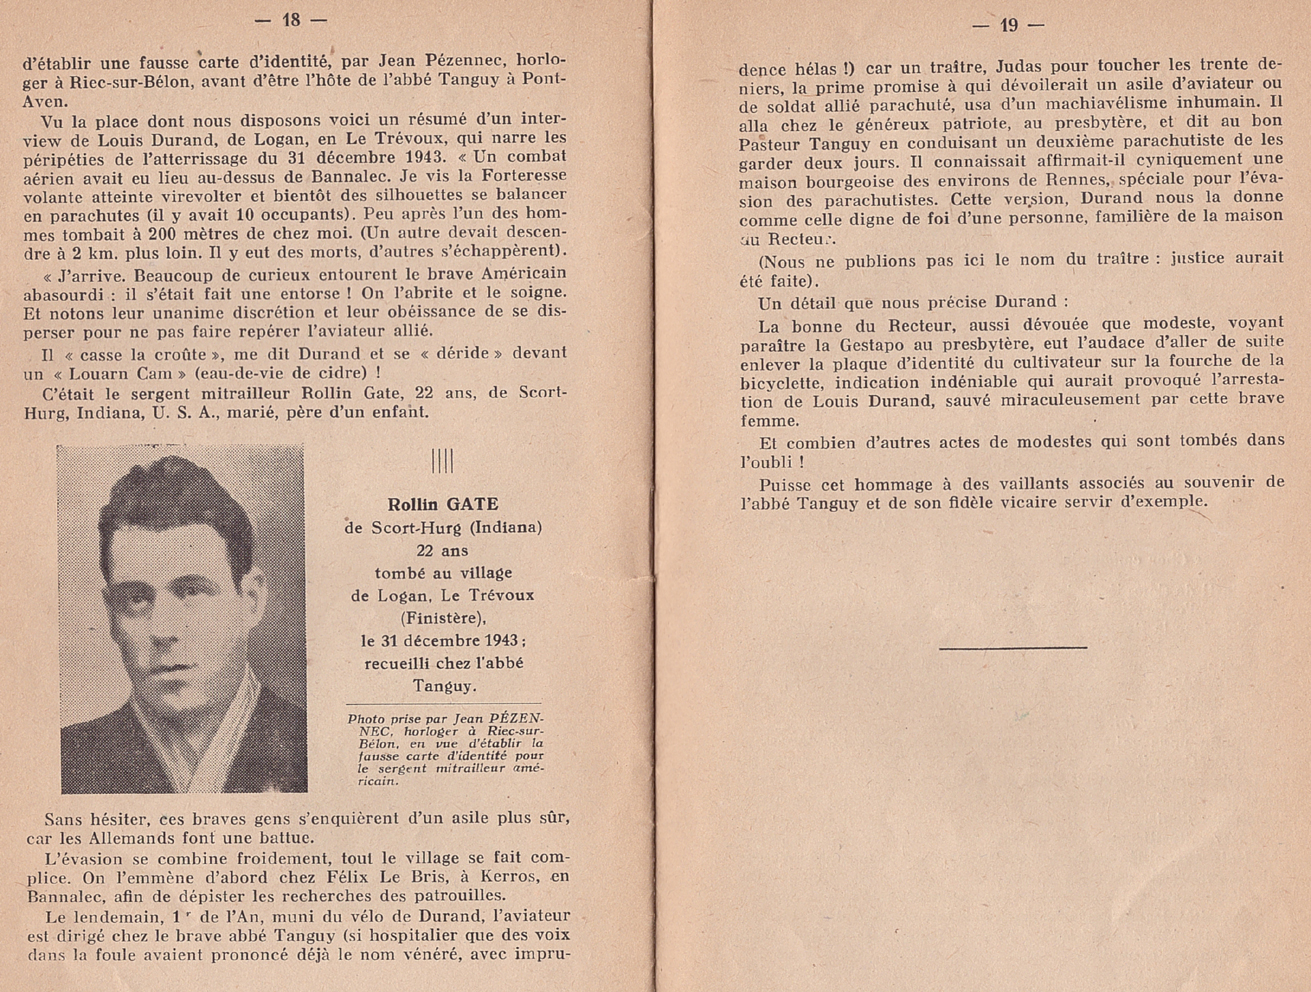 — 18 —
d'établir une fausse carte d'identité, par Jean Pézennec, horlo-
ger à Riec-sur-Bélon, avant d'être l'hôte de l'abbé Tanguy à Pont-
Aven.
Vu la place dont nous disposons voici un résumé d'un inter-
view de Louis Durand, de Logan, en Le Trévoux, qui narre les
péripéties de l'atterrissage du 31 décembre 1943. « Un combat
aérien avait eu lieu au-dessus de Bannalec. Je vis la Forteresse
volante atteinte virevolter et bientôt des silhouettes se balancer
en parachutes (il y avait 10 occupants). Peu après l'un des hom-
mes tombait à 200 mètres de chez moi. (Un autre devait descen-
dre à 2 km. plus loin. Il y eut des morts, d'autres s'échappèrent).
« J'arrive. Beaucoup de curieux entourent le brave Américain
abasourdi : il s'était fait une entorse ! On l'abrite et le soigne.
Et notons leur unanime discrétion et leur obéissance de se dis-
perser pour ne pas faire repérer l'aviateur allié.
Il « casse la croûte », me dit Durand et se « déride » devant
un « Louarn Cam » (eau-de-vie de cidre) !
C'était le sergent mitrailleur Rollin Gate, 22 ans, de Scort-
Hurg, Indiana, U. S. A., marié, père d'un enfant.
Rollin GATE
de Scort-Hurg (Indiana)
22 ans
tombé au village
de Logan, Le Trévoux
(Finistère),
le 31 décembre 1943 ;
recueilli chez l'abbé
Tanguy.
Photo prise par Jean PÉZEN-
NEC, horloger à Riec-sur-
Bélon, en vue d'établir la
fausse carte d'identité pour
le sergent mitrailleur amé-
ricain.
Sans hésiter, ces braves gens s'enquièrent d'un asile plus sûr,
car les Allemands font une battue.
L'évasion se combine froidement, tout le village se fait com-
plice. On l'emmène d'abord chez Félix Le Bris, à Kerros, en
Bannalec, afin de dépister les recherches des patrouilles.
Le lendemain, 1r de l'An, muni du vélo de Durand, l'aviateur
est dirigé chez le brave abbé Tanguy (si hospitalier que des voix
dans la foule avaient prononcé déjà le nom vénéré, avec impru-
— 19 —
dence hélas !) car un traître, Judas pour toucher les trente de-
niers, la prime promise à qui dévoilerait un asile d'aviateur ou
de soldat allié parachuté, usa d'un machiavélisme inhumain. Il
alla chez le généreux patriote, au presbytère, et dit au bon
Pasteur Tanguy en conduisant un deuxième parachutiste de les
garder deux jours. Il connaissait affirmait-il cyniquement une
maison bourgeoise des environs de Rennes, spéciale pour l'éva-
sion des parachutistes. Cette version, Durand nous la donne
comme celle digne de foi d'une personne, familière de la maison
au Recteur.
(Nous ne publions pas ici le nom du traître : justice aurait
été faite).
Un détail que nous précise Durand :
La bonne du Recteur, aussi dévouée que modeste, voyant
paraître la Gestapo au presbytère, eut l'audace d'aller de suite
enlever la plaque d'identité du cultivateur sur la fourche de la
bicyclette, indication indéniable qui aurait provoqué l'arresta-
tion de Louis Durand, sauvé miraculeusement par cette brave
femme.
Et combien d'autres actes de modestes qui sont tombés dans
l'oubli !
Puisse cet hommage à des vaillants associés au souvenir de
l'abbé Tanguy et de son fidèle vicaire servir d'exemple.